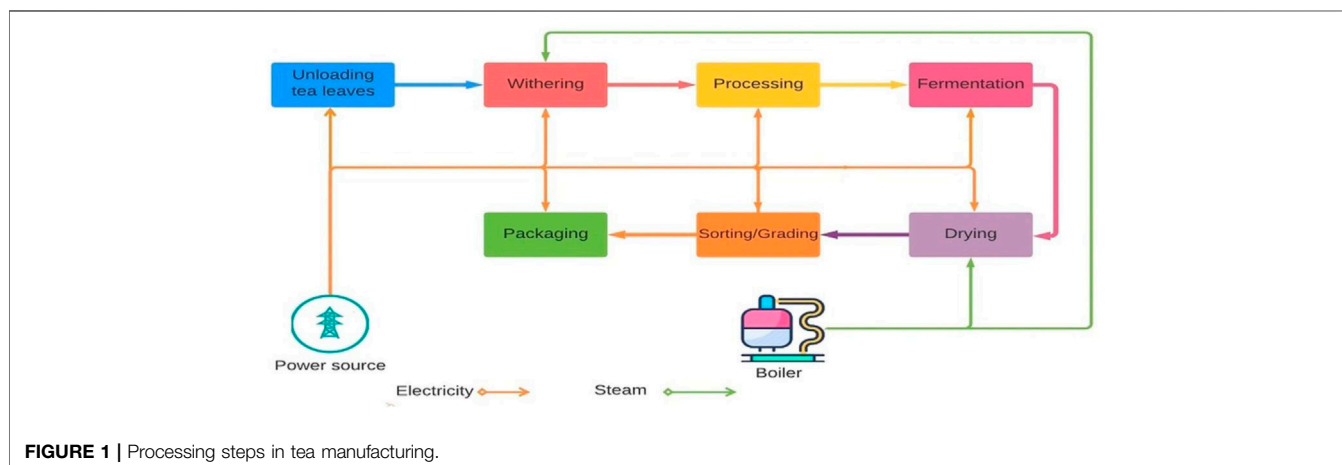 Unloading
tea leaves
Withering
Processing
Fermentation
Packaging
Sorting/Grading
Drying
Power source
Boiler
Electricity
Steam
FIGURE 1 | Processing steps in tea manufacturing.